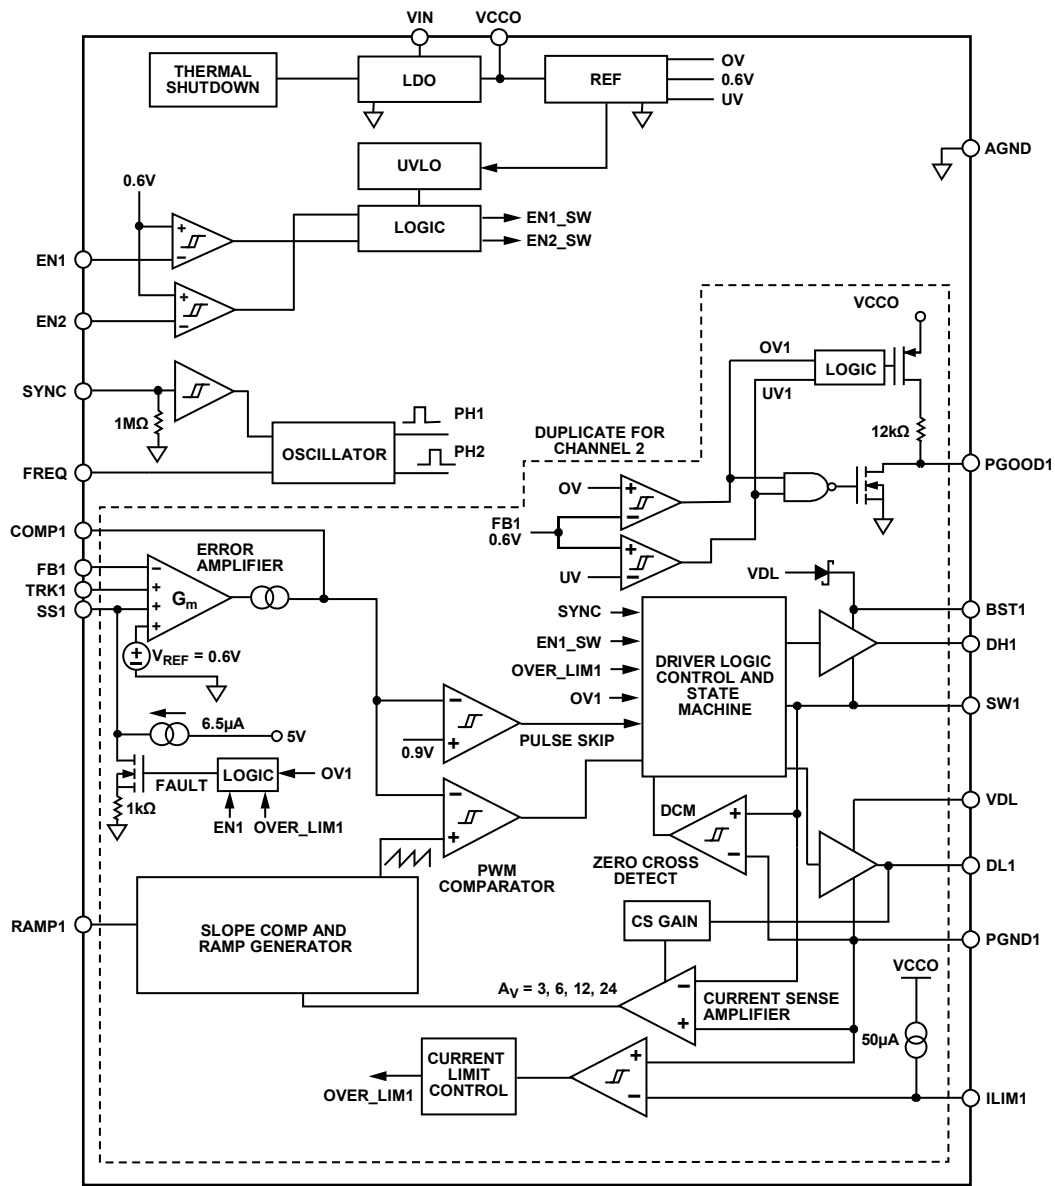 VIN
VCCO
THERMAL
SHUTDOWN
LDO
REF
OV
0.6V
UV
AGND
UVLO
0.6V
LOGIC
EN1_SW
EN2_SW
+
−
EN1
+
−
EN2
VCCO
OV1
LOGIC
UV1
SYNC
1MΩ
PH1
OSCILLATOR
PH2
FREQ
12kΩ
DUPLICATE FOR
CHANNEL 2
PGOOD1
OV
+
−
FB1
0.6V
+
−
UV
COMP1
ERROR
AMPLIFIER
FB1
TRK1
SS1
−
+
+
+
Gm
VREF = 0.6V
VDL
BST1
SYNC
EN1_SW
OVER_LIM1
OV1
DRIVER LOGIC
CONTROL AND
STATE
MACHINE
DH1
SW1
−
+
0.9V
PULSE SKIP
6.5µA
5V
LOGIC
OV1
FAULT
1kΩ
EN1
OVER_LIM1
−
+
PWM
COMPARATOR
DCM
+
−
ZERO CROSS
DETECT
VDL
DL1
RAMP1
SLOPE COMP AND
RAMP GENERATOR
CS GAIN
PGND1
VCCO
AV = 3, 6, 12, 24
−
+
CURRENT SENSE
AMPLIFIER
50µA
CURRENT
LIMIT
CONTROL
OVER_LIM1
+
−
ILIM1